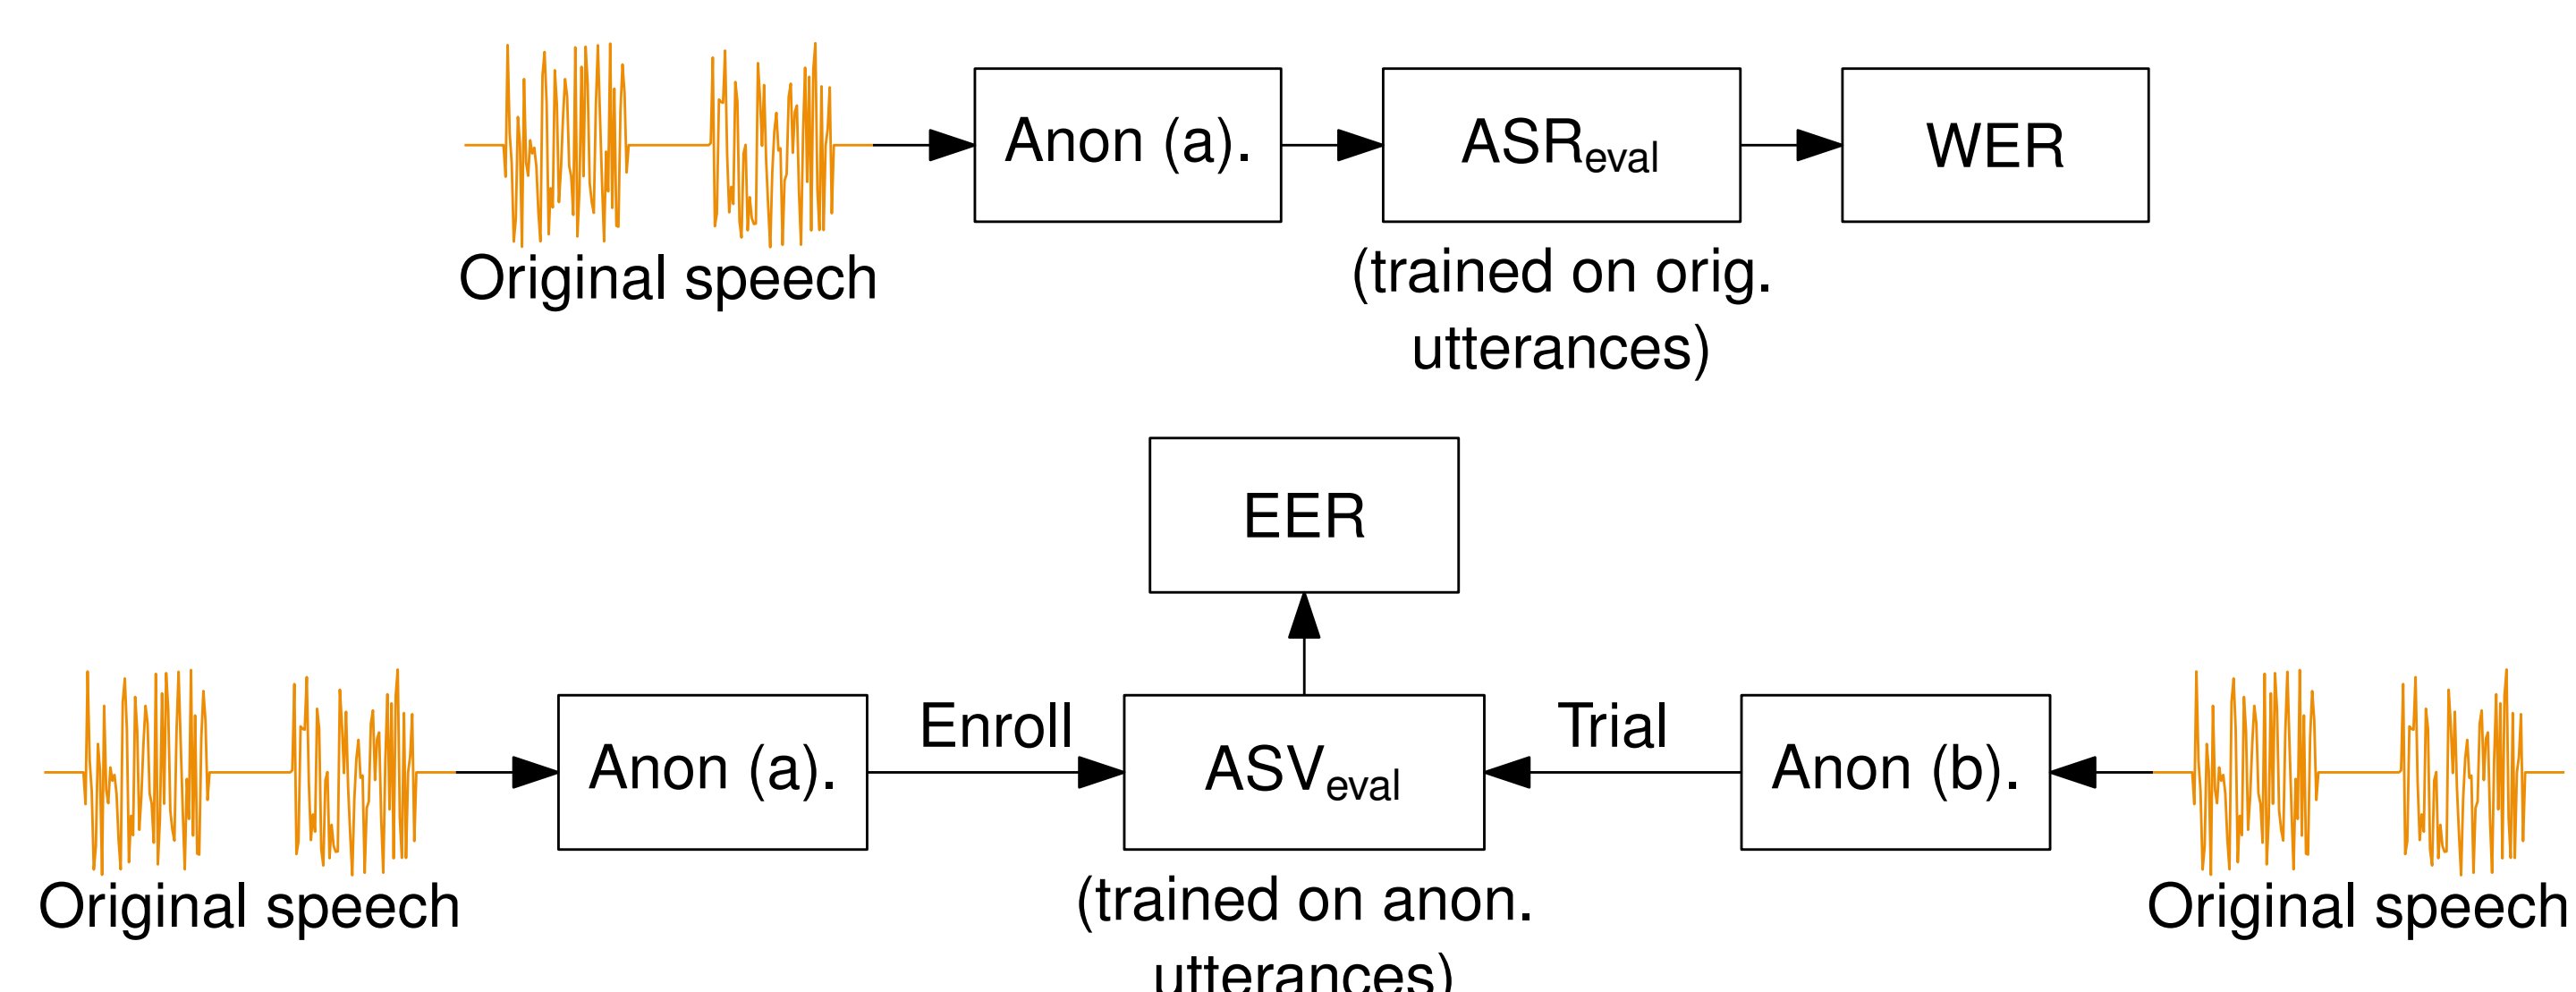 Anon (a).
ASReval
WER
Original speech
(trained on orig.
utterances)
EER
Enroll
Trial
Anon (a).
ASVeval
Anon (b).
Original speech
(trained on anon.
utterances)
Original speech